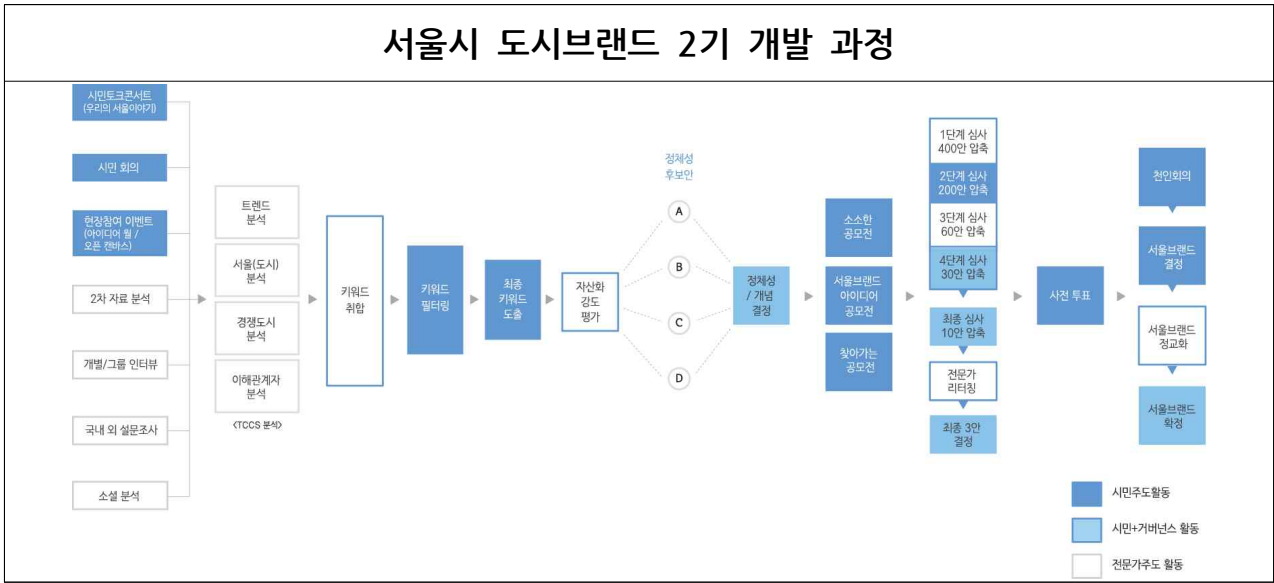 서울시 도시브랜드 2기 개발 과정
시민토크콘서트
(우리의 서울이야기)
시민 회의
현장참여 이벤트
(아이디어 월 /
오픈 캔버스)
2차 자료 분석
개별/그룹 인터뷰
국내 외 설문조사
소셜 분석
트렌드
분석
서울(도시)
분석
경쟁도시
분석
이해관계자
분석
<TCCS 분석>
키워드
취합
키워드
필터링
최종
키워드
도출
자산화
강도
평가
정체성
후보안
A
B
C
D
정체성
/ 개념
결정
소소한
공모전
서울브랜드
아이디어
공모전
찾아가는
공모전
1단계 심사
400안 압축
2단계 심사
200안 압축
3단계 심사
60안 압축
4단계 심사
30안 압축
최종 심사
10안 압축
전문가
리터칭
최종 3안
결정
사전 투표
천인회의
서울브랜드
결정
서울브랜드
정교화
서울브랜드
확정
시민주도활동
시민+거버넌스 활동
전문가주도 활동